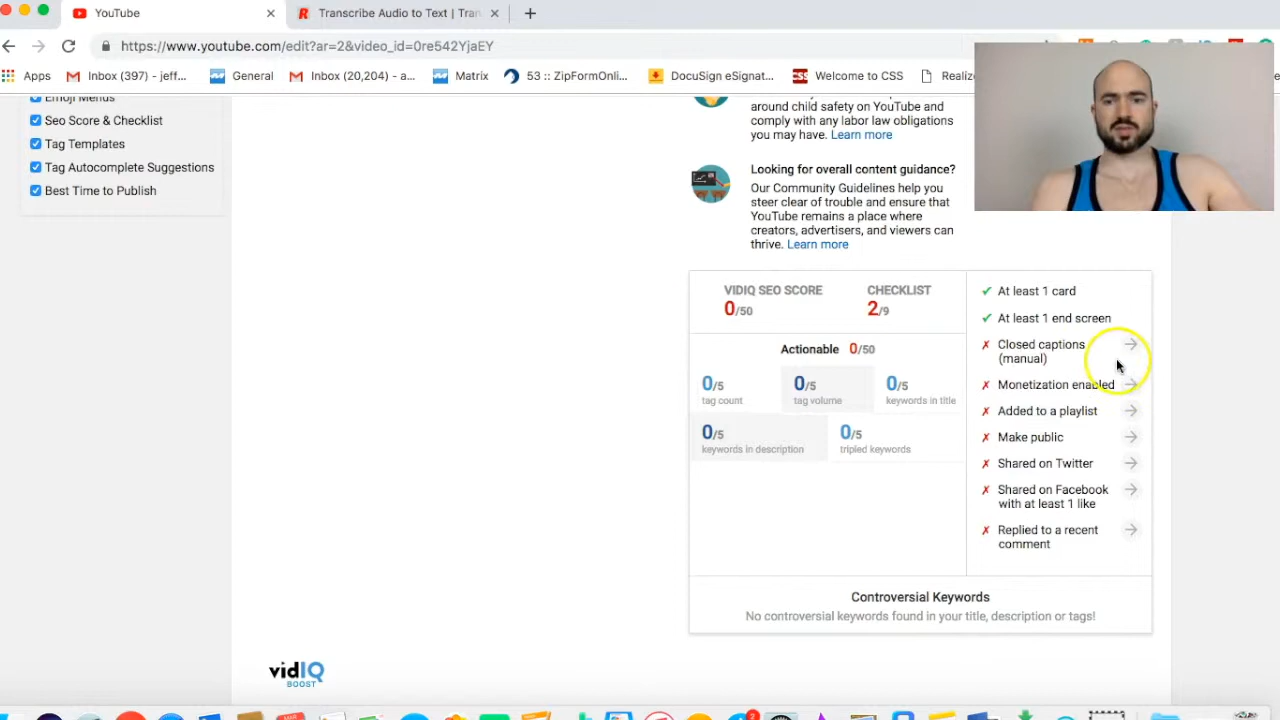 YouTube
Transcribe Audio to Text | Tran
https://www.youtube.com/edit?ar=2&video_id=0re542YjaEY
Apps
Inbox (397) - jeff...
General
Inbox (20,204) - a...
Matrix
53 :: ZipFormOnli...
DocuSign eSignat...
CSS
Welcome to CSS
Realiz
Emoji Menus
Seo Score & Checklist
Tag Templates
Tag Autocomplete Suggestions
Best Time to Publish
around child safety on YouTube and
comply with any labor law obligations
you may have. Learn more
Looking for overall content guidance?
Our Community Guidelines help you
steer clear of trouble and ensure that
YouTube remains a place where
creators, advertisers, and viewers can
thrive. Learn more
VIDIQ SEO SCORE
0/50
CHECKLIST
2/9
Actionable 0/50
0/5
tag count
0/5
tag volume
0/5
keywords in title
0/5
keywords in description
0/5
tripled keywords
At least 1 card
At least 1 end screen
Closed captions
(manual)
Monetization enabled
Added to a playlist
Make public
Shared on Twitter
Shared on Facebook
with at least 1 like
Replied to a recent
comment
Controversial Keywords
No controversial keywords found in your title, description or tags!
vidIQ
BOOST